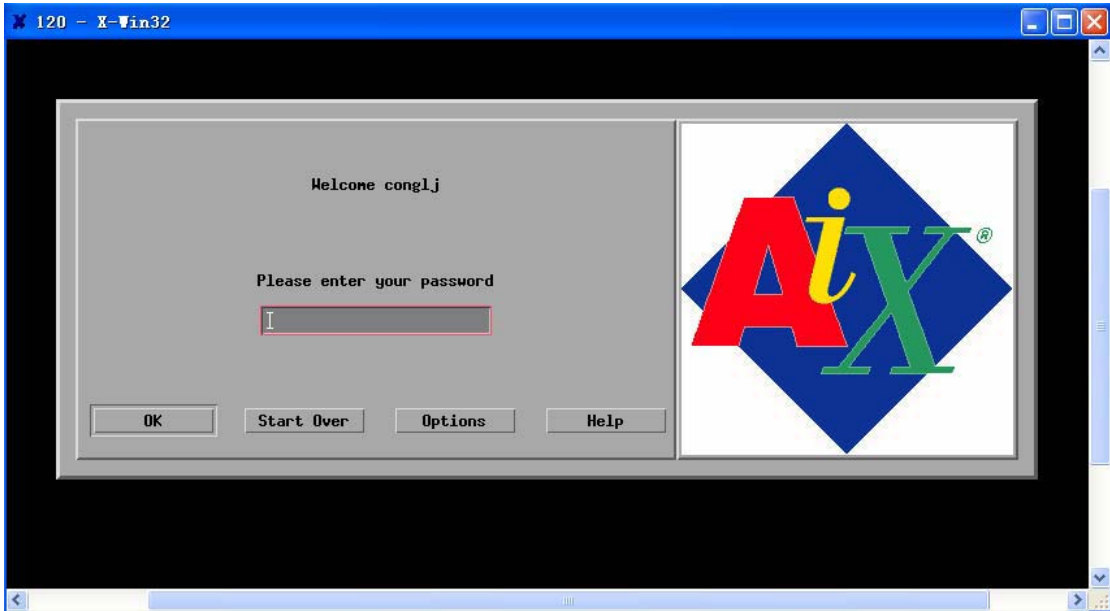 120 - X-Win32
Welcome conglj
Please enter your password
OK Start Over Options Help
AiX®